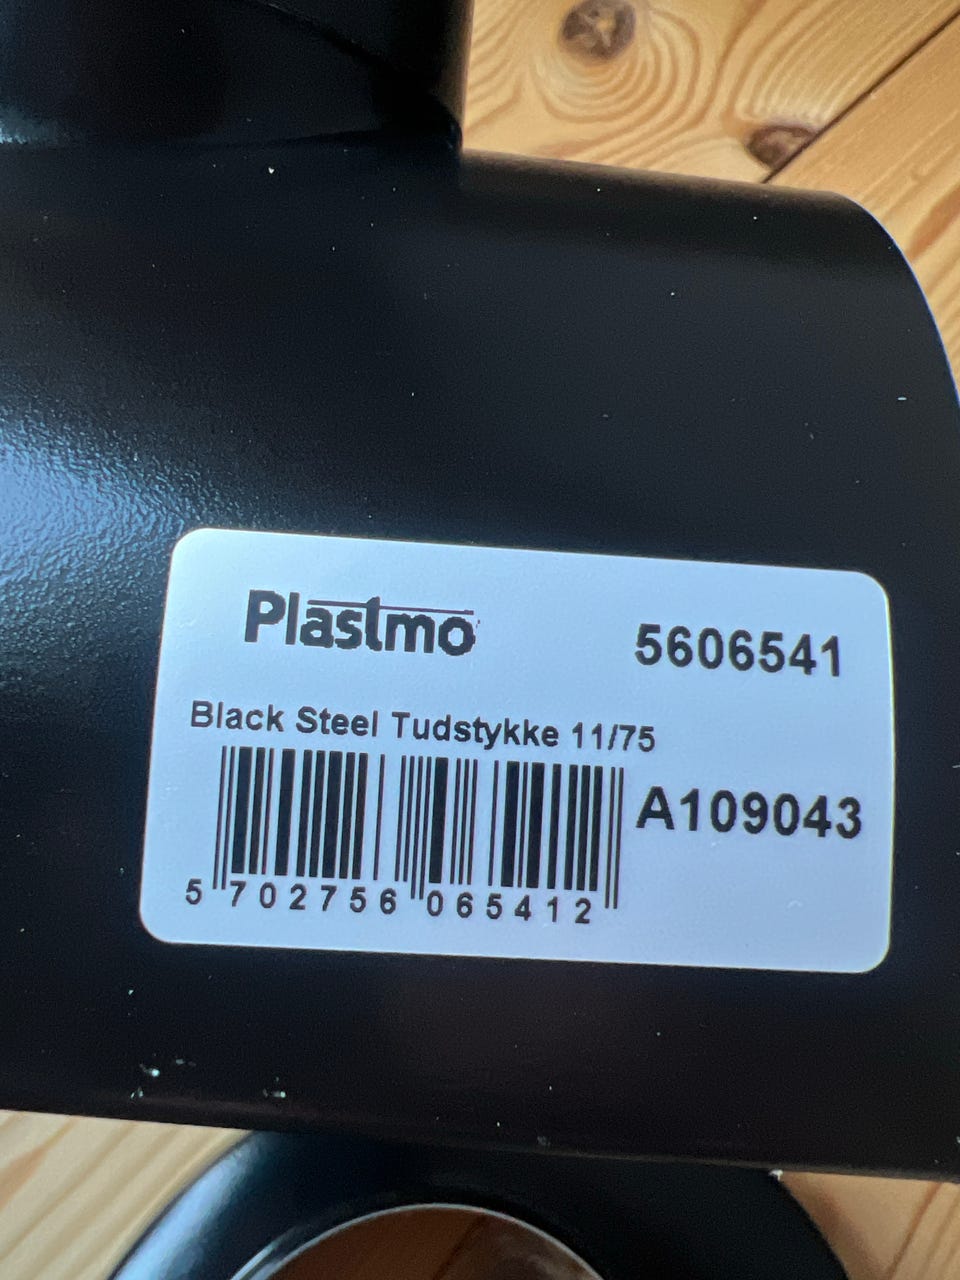 Plastmo
5606541
Black Steel Tudstykke 11/75
A109043
5 702756 065412